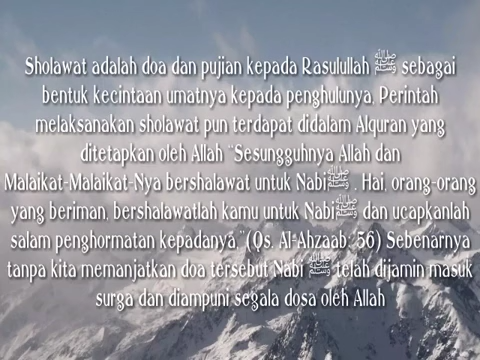 Sholawat adalah doa dan pujian kepada Rasulullah ﷺ sebagai
bentuk kecintaan umatnya kepada penghulunya. Perintah
melaksanakan sholawat pun terdapat didalam Alquran yang
ditetapkan oleh Allah "Sesungguhnya Allah dan
Malaikat-Malaikat-Nya bershalawat untuk Nabi ﷺ . Hai, orang-orang
yang beriman, bershalawatlah kamu untuk Nabi ﷺ dan ucapkanlah
salam penghormatan kepadanya."(Qs. Al-Ahzaab: 56) Sebenarnya
tanpa kita memanjatkan doa tersebut Nabi ﷺ telah dijamin masuk
surga dan diampuni segala dosa oleh Allah